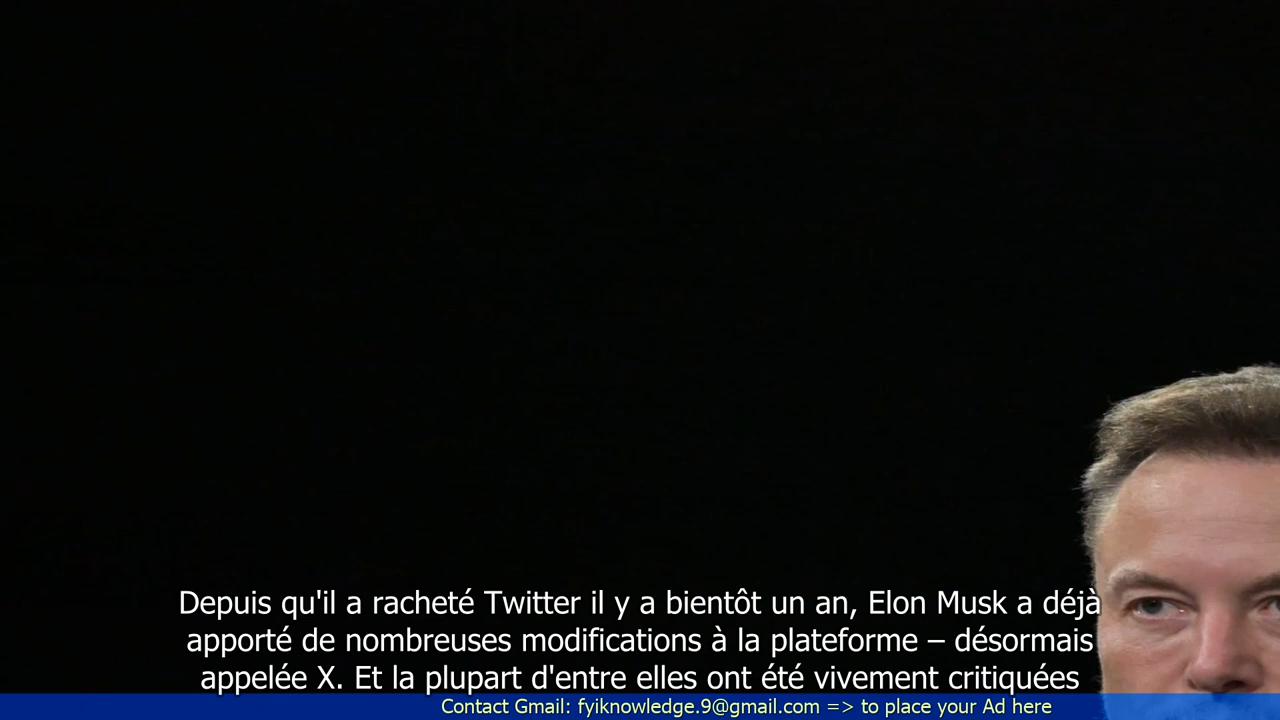 Depuis qu'il a racheté Twitter il y a bientôt un an, Elon Musk a déjà
apporté de nombreuses modifications à la plateforme – désormais
appelée X. Et la plupart d'entre elles ont été vivement critiquées
Contact Gmail: fyiknowledge.9@gmail.com => to place your Ad here